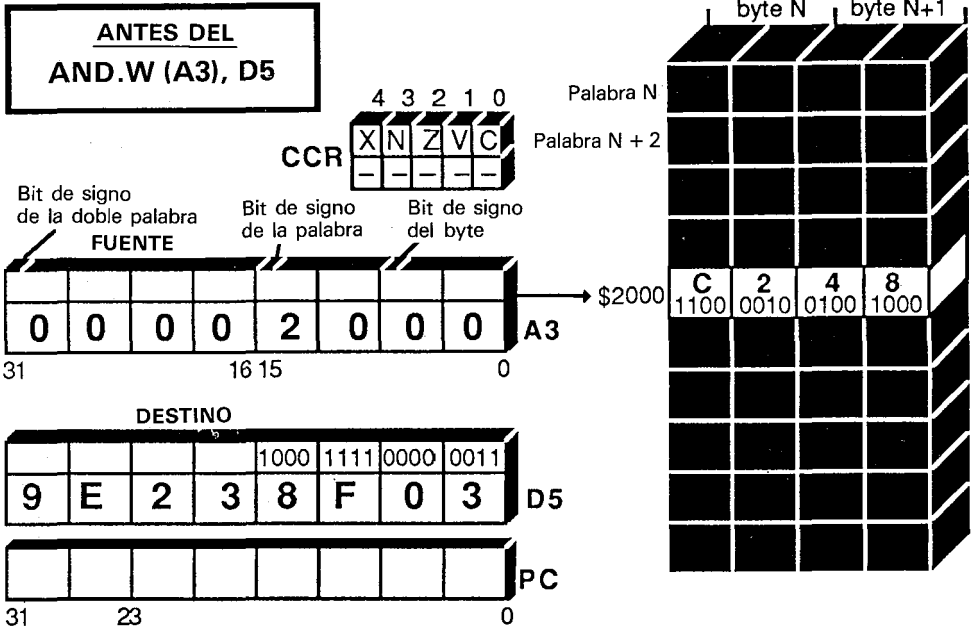 ANTES DEL
AND.W (A3), D5
byte N byte N+1
Palabra N
Palabra N + 2
4 3 2 1 0
X N Z V C
CCR
– – – – –
Bit de signo
de la doble palabra
Bit de signo
de la palabra
Bit de signo
del byte
FUENTE
0 0 0 0 2 0 0 0 A3
31 16 15 0
$2000
C 2 4 8
1100 0010 0100 1000
DESTINO
1000 1111 0000 0011
9 E 2 3 8 F 0 3 D5
PC
31 23 0